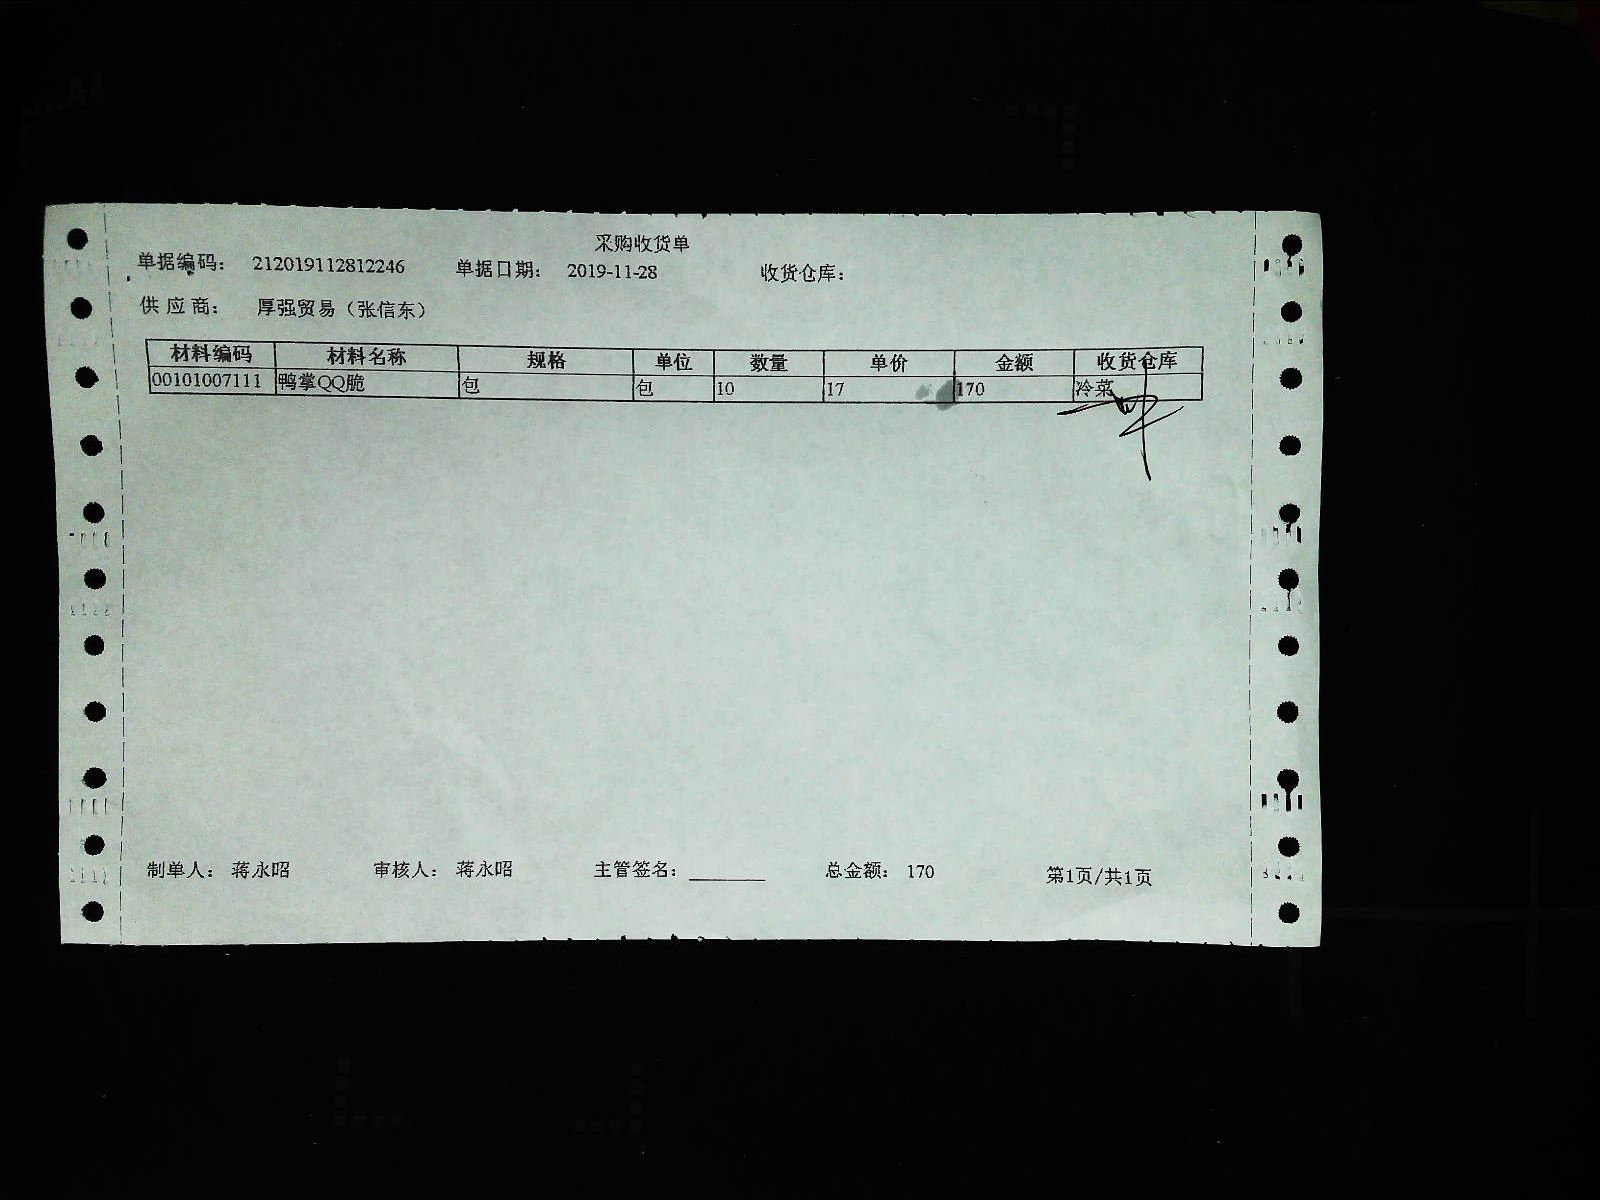 采购收货单
单据编码： 212019112812246 单据日期： 2019-11-28 收货仓库：
供 应 商： 厚强贸易（张信东）
材料编码 材料名称 规格 单位 数量 单价 金额 收货仓库
00101007111 鸭掌QQ脆 包 包 10 17 170 冷菜
制单人： 蒋永昭 审核人： 蒋永昭 主管签名： 总金额： 170 第1页/共1页